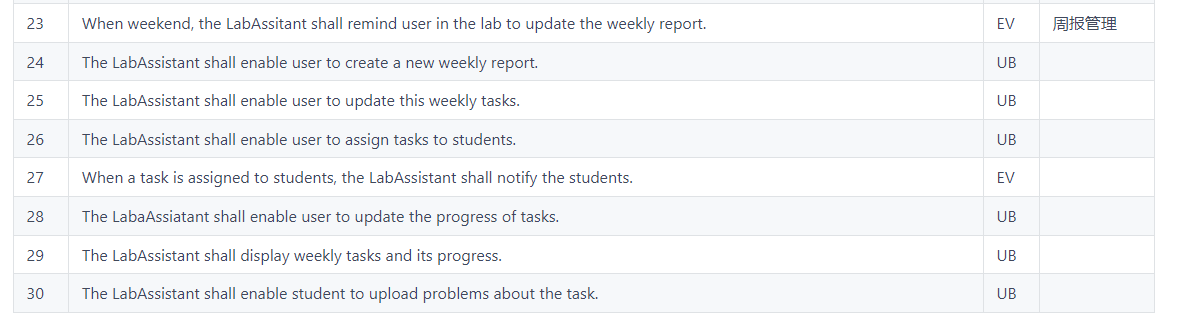 23 When weekend, the LabAssitant shall remind user in the lab to update the weekly report. EV 周报管理
24 The LabAssistant shall enable user to create a new weekly report. UB
25 The LabAssistant shall enable user to update this weekly tasks. UB
26 The LabAssistant shall enable user to assign tasks to students. UB
27 When a task is assigned to students, the LabAssistant shall notify the students. EV
28 The LabaAssiatant shall enable user to update the progress of tasks. UB
29 The LabAssistant shall display weekly tasks and its progress. UB
30 The LabAssistant shall enable student to upload problems about the task. UB